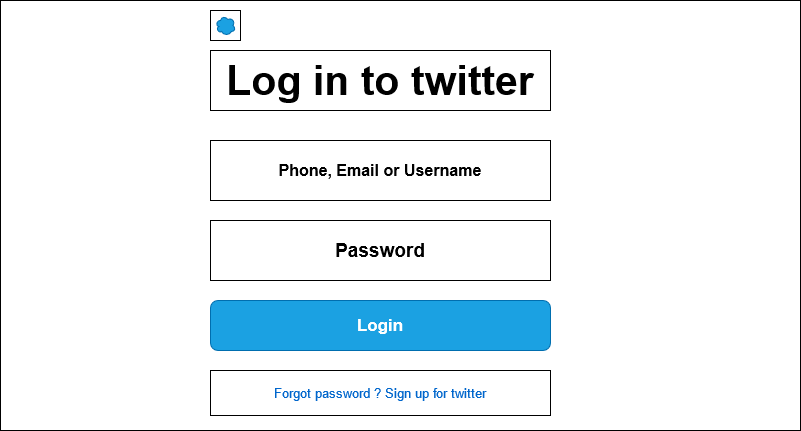 Log in to twitter
Phone, Email or Username
Password
Login
Forgot password ? Sign up for twitter